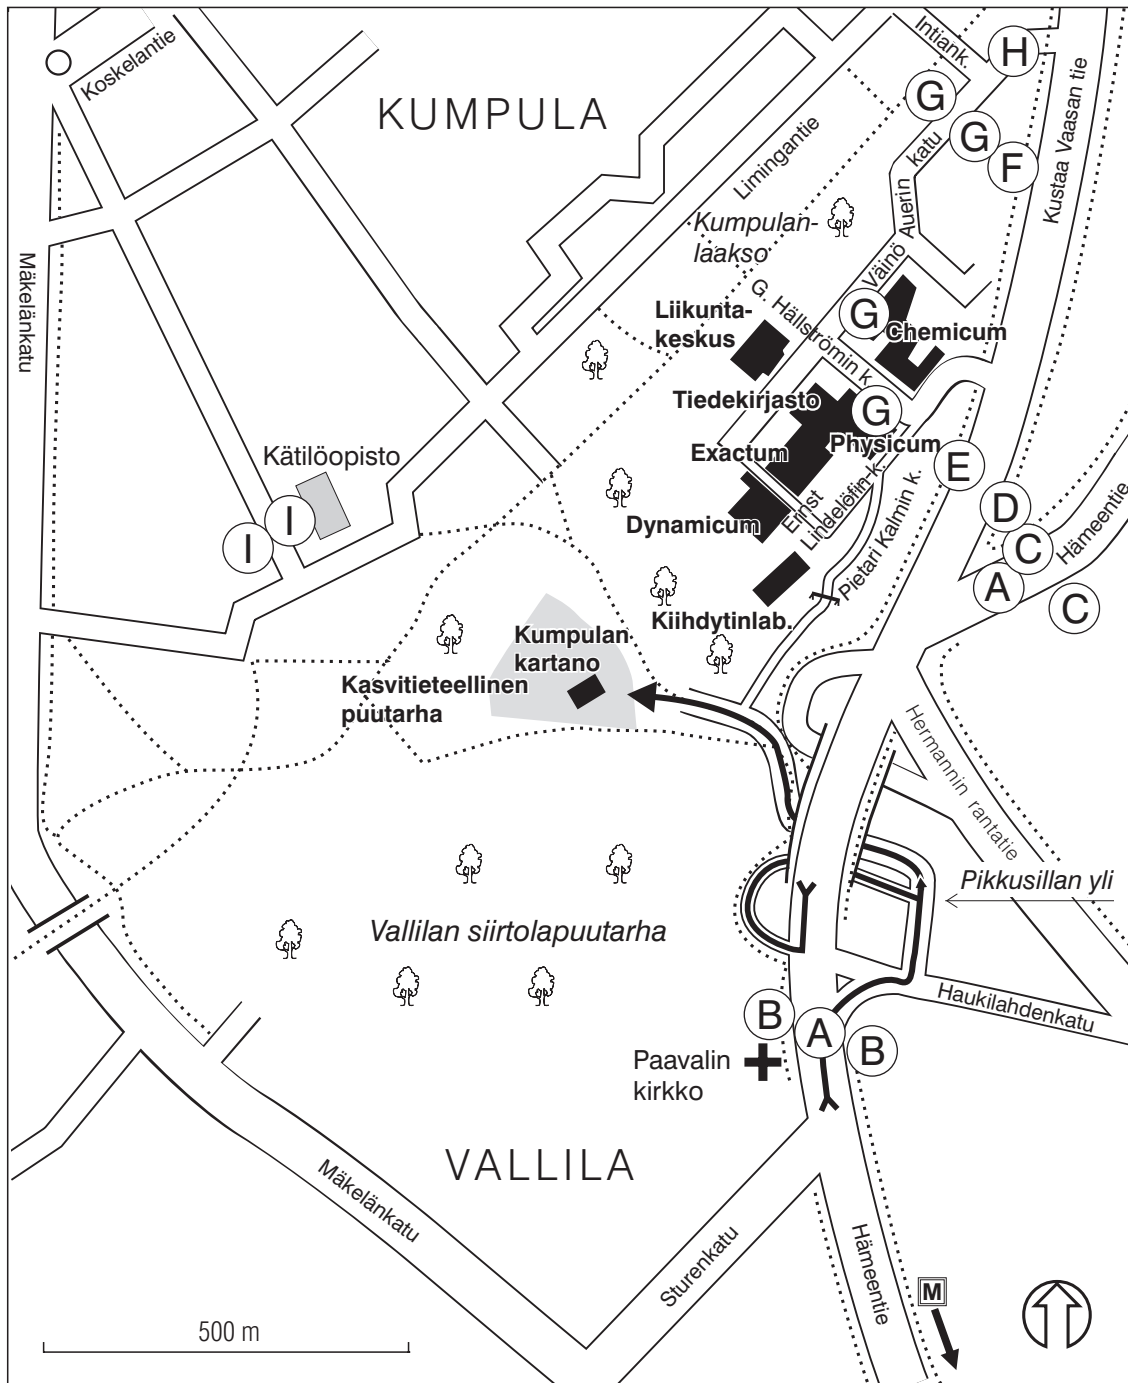 Koskelantie
KUMPULA
Intiank.
H
G
G
F
Kustaa Vaasan tie
Limingantie
Väinö Auerin katu
Kumpulan-
laakso
Mäkelänkatu
G. Hällströmin k.
Liikunta-
keskus
G
Chemicum
Tiedekirjasto
G
Exactum
Physicum
Kätilöopisto
E
I
I
D
C
Hämeentie
A
C
Dynamicum
Ernst
Lindelöfin k.
Pietari Kalmin k.
Kiihdytinlab.
Kumpulan
kartano
Kasvitieteellinen
puutarha
Hermannin rantatie
Pikkusillan yli
Vallilan siirtolapuutarha
Haukilahdenkatu
B
A
B
Paavalin
kirkko
VALLILA
Mäkelänkatu
Sturenkatu
Hämeentie
M
500 m